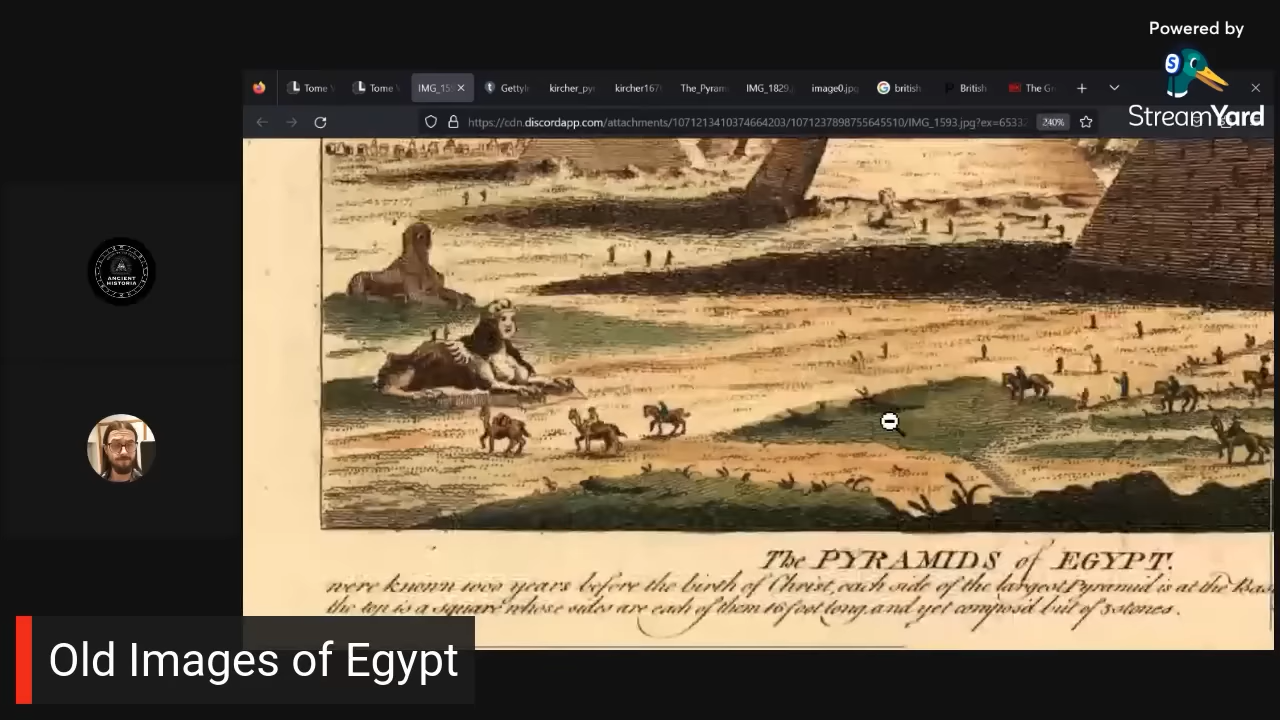 Powered by
StreamYard
Tome
Tome
IMG_15
Getty
kircher_py
kircher167
The_Pyram
IMG_1829.
image0.jpg
british
British
The Gr
https://cdn.discordapp.com/attachments/1071213410374664203/1071237898755645510/IMG_1593.jpg?ex=6533
240%
ANCIENT
HISTORIA
The PYRAMIDS of EGYPT.
were known 1000 years before the birth of Christ, each side of the largest Pyramid is at the Bas
the top is a square whose sides are each of them 16 foot long, and yet compos'd but of 3 stones.
Old Images of Egypt